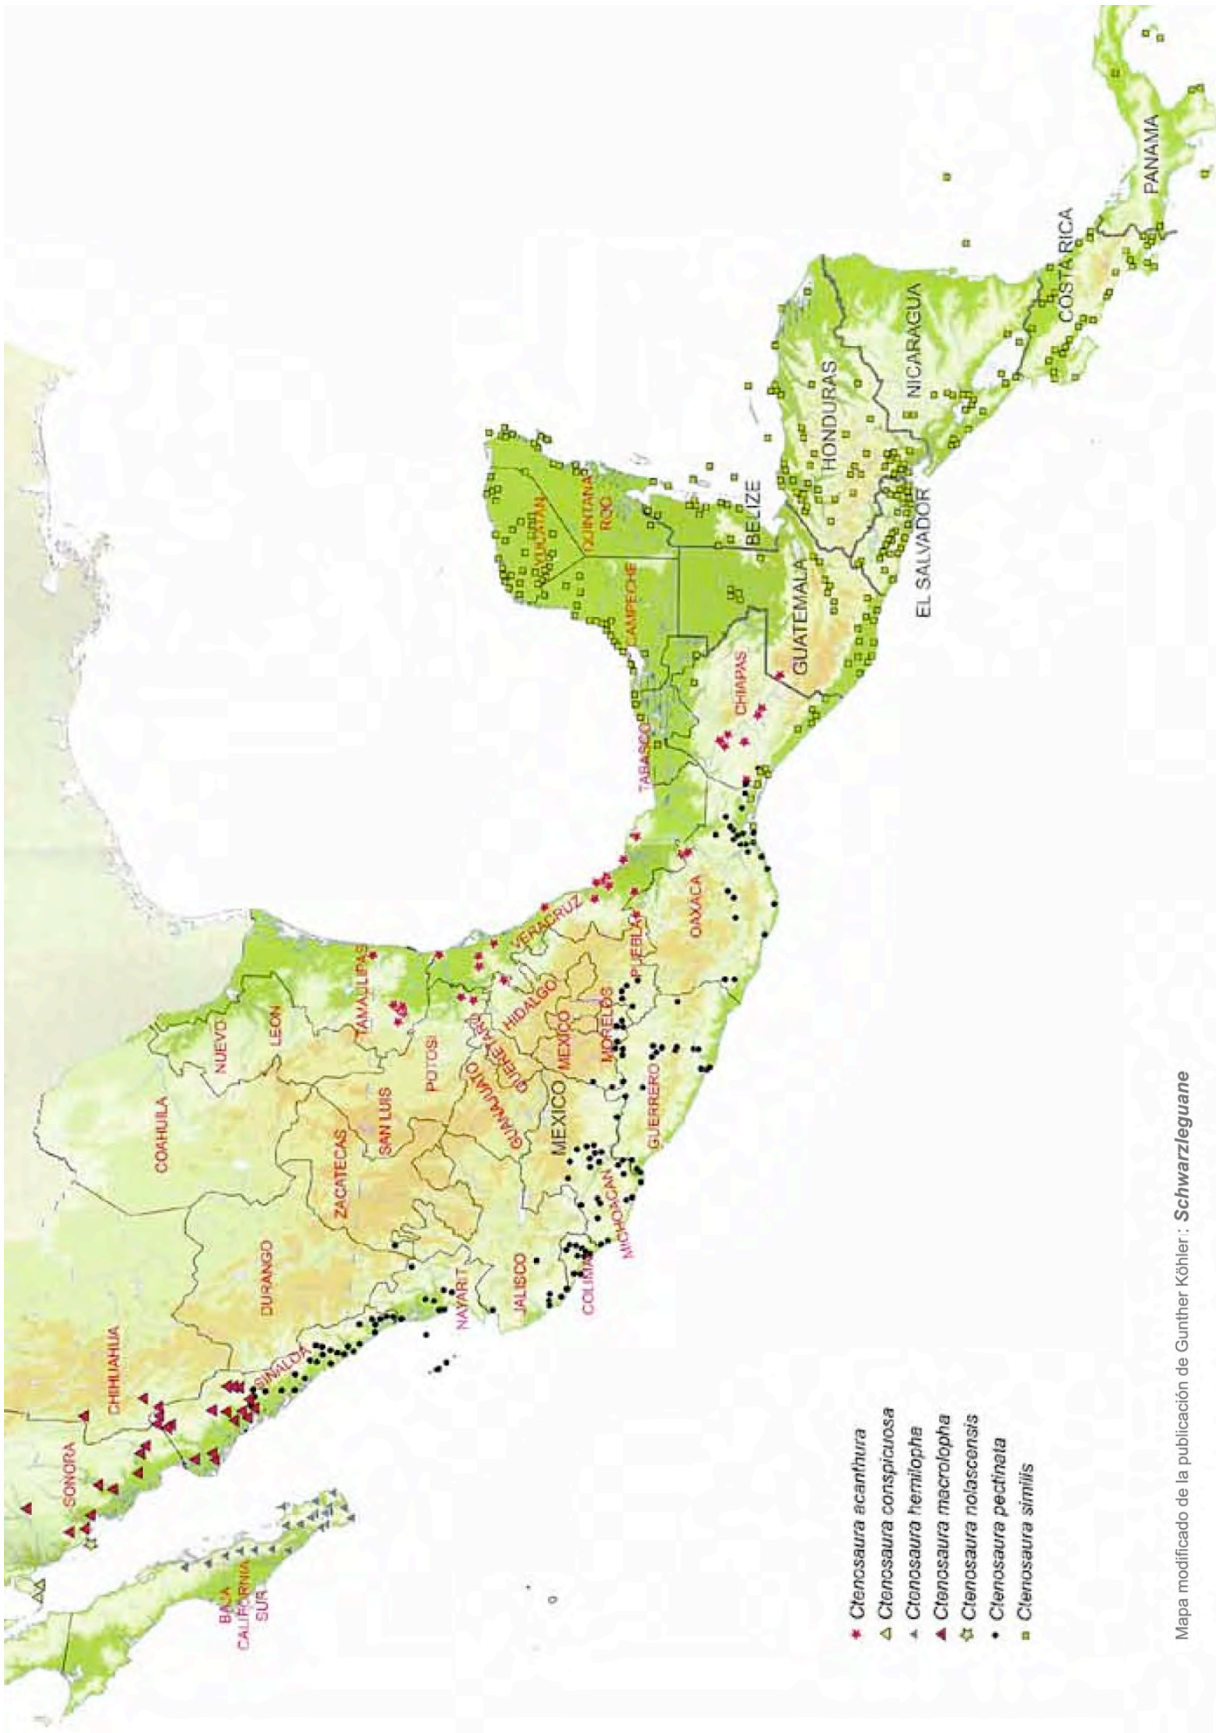 SONORA
CHIHUAHUA
COAHUILA
NUEVO
LEON
TAMAULIPAS
BAJA
CALIFORNIA
SUR
SINALOA
DURANGO
ZACATECAS
SAN LUIS
POTOSI
NAYARIT
JALISCO
GUANAJUATO
QUERETARO
HIDALGO
VERACRUZ
COLIMA
MICHOACAN
MEXICO
MEXICO
MORELOS
PUEBLA
GUERRERO
OAXACA
TABASCO
CHIAPAS
CAMPECHE
YUCATAN
QUINTANA
ROO
BELIZE
GUATEMALA
EL SALVADOR
HONDURAS
NICARAGUA
COSTA RICA
PANAMA
Ctenosaura acanthura
Ctenosaura conspicuosa
Ctenosaura hemilopha
Ctenosaura macrolopha
Ctenosaura nolascensis
Ctenosaura pectinata
Ctenosaura similis
Mapa modificado de la publicación de Gunther Köhler: Schwarzleguane